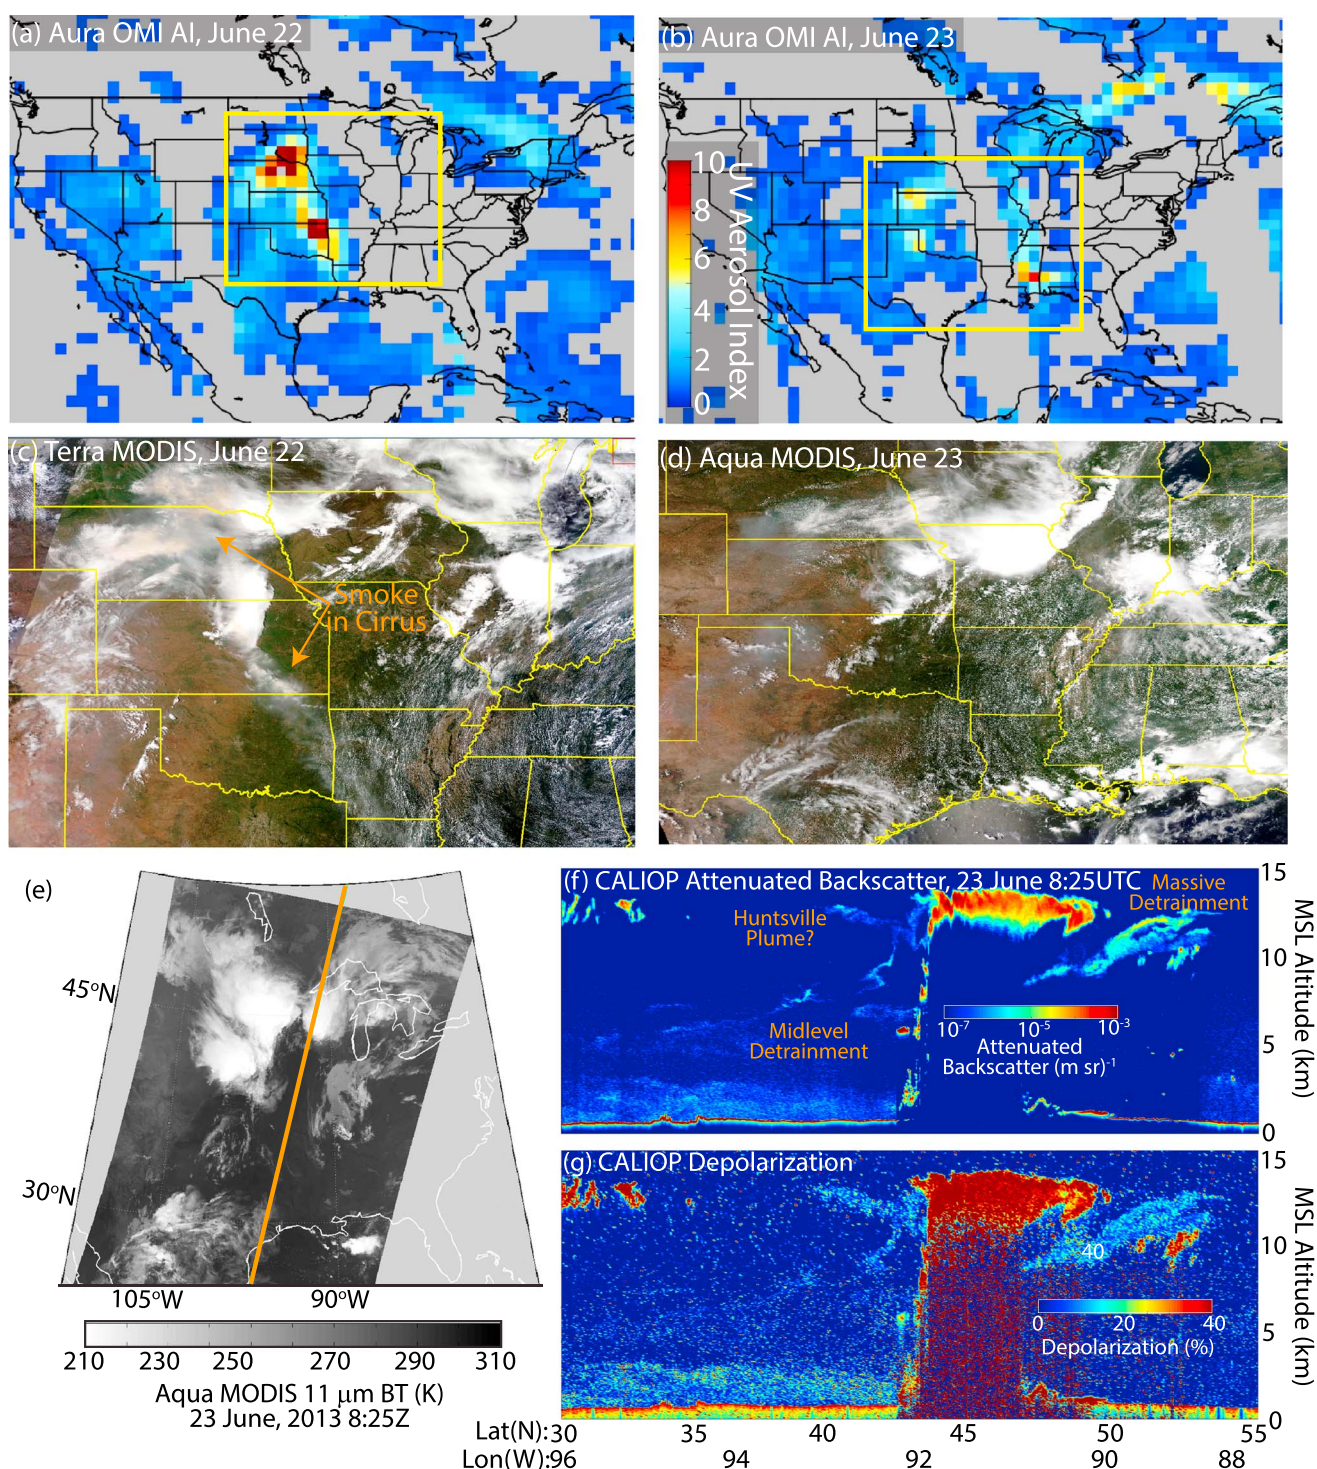 (a) Aura OMI AI, June 22
(b) Aura OMI AI, June 23
10
8
6
4
2
0
UV Aerosol Index
(c) Terra MODIS, June 22
Smoke
in Cirrus
(d) Aqua MODIS, June 23
(e)
45°N
30°N
105°W
90°W
210 230 250 273 290 310
Aqua MODIS 11 µm BT (K)
23 June, 2013 8:25Z
(f) CALIOP Attenuated Backscatter, 23 June 8:25UTC
Massive
Detrainment
Huntsville
Plume?
Midlevel
Detrainment
10⁻⁷ 10⁻⁵ 10⁻³
Attenuated
Backscatter (m sr)⁻¹
15
10
5
0
MSL Altitude (km)
(g) CALIOP Depolarization
40
0 20 40
Depolarization (%)
15
10
5
0
MSL Altitude (km)
Lat(N):30 35 40 45 50 55
Lon(W):96 94 92 90 88